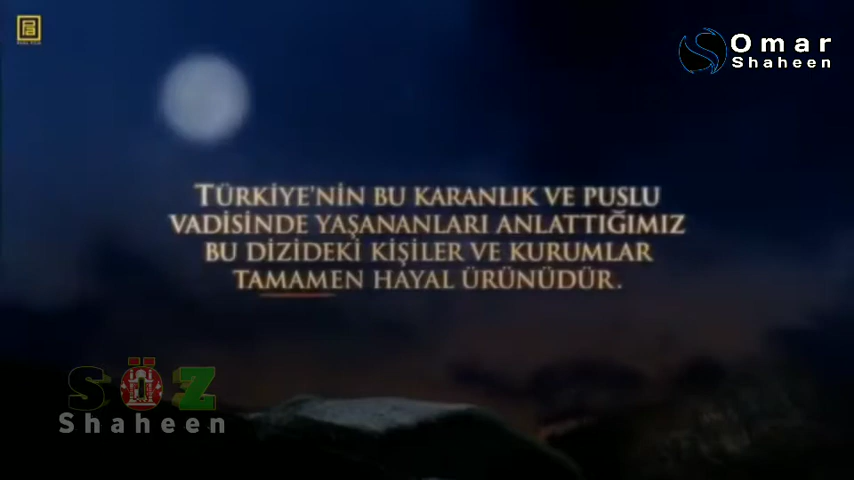 Omar
Shaheen
TÜRKİYE'NİN BU KARANLIK VE PUSLU
VADİSİNDE YAŞANANLARI ANLATTIĞIMIZ
BU DİZİDEKİ KİŞİLER VE KURUMLAR
TAMAMEN HAYAL ÜRÜNÜDÜR.
SÖZ
Shaheen